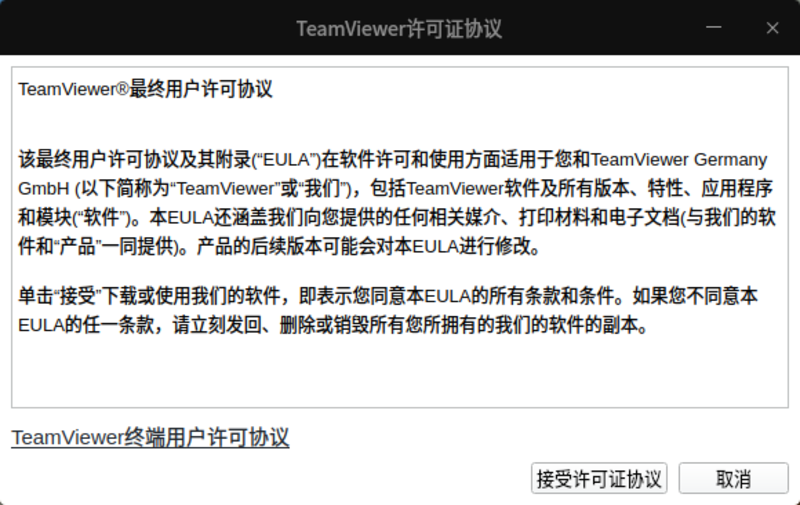 TeamViewer许可证协议
TeamViewer®最终用户许可协议
该最终用户许可协议及其附录(“EULA”)在软件许可和使用方面适用于您和TeamViewer Germany
GmbH (以下简称为“TeamViewer”或“我们”)，包括TeamViewer软件及所有版本、特性、应用程序
和模块(“软件”)。本EULA还涵盖我们向您提供的任何相关媒介、打印材料和电子文档(与我们的软
件和“产品”一同提供)。产品的后续版本可能会对本EULA进行修改。
单击“接受”下载或使用我们的软件，即表示您同意本EULA的所有条款和条件。如果您不同意本
EULA的任一条款，请立刻发回、删除或销毁所有您所拥有的我们的软件的副本。
TeamViewer终端用户许可协议
接受许可证协议 取消